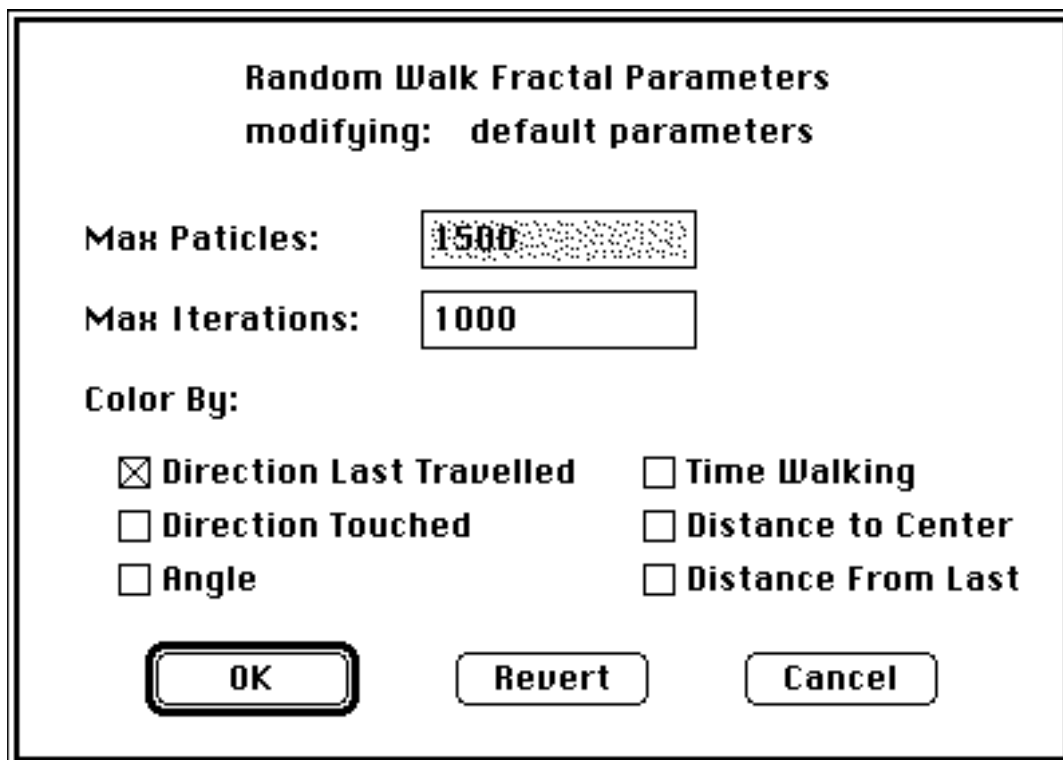 Random Walk Fractal Parameters
modifying: default parameters
Max Paticles: 1500
Max Iterations: 1000
Color By:
Direction Last Travelled Time Walking
Direction Touched Distance to Center
Angle Distance From Last
OK Revert Cancel